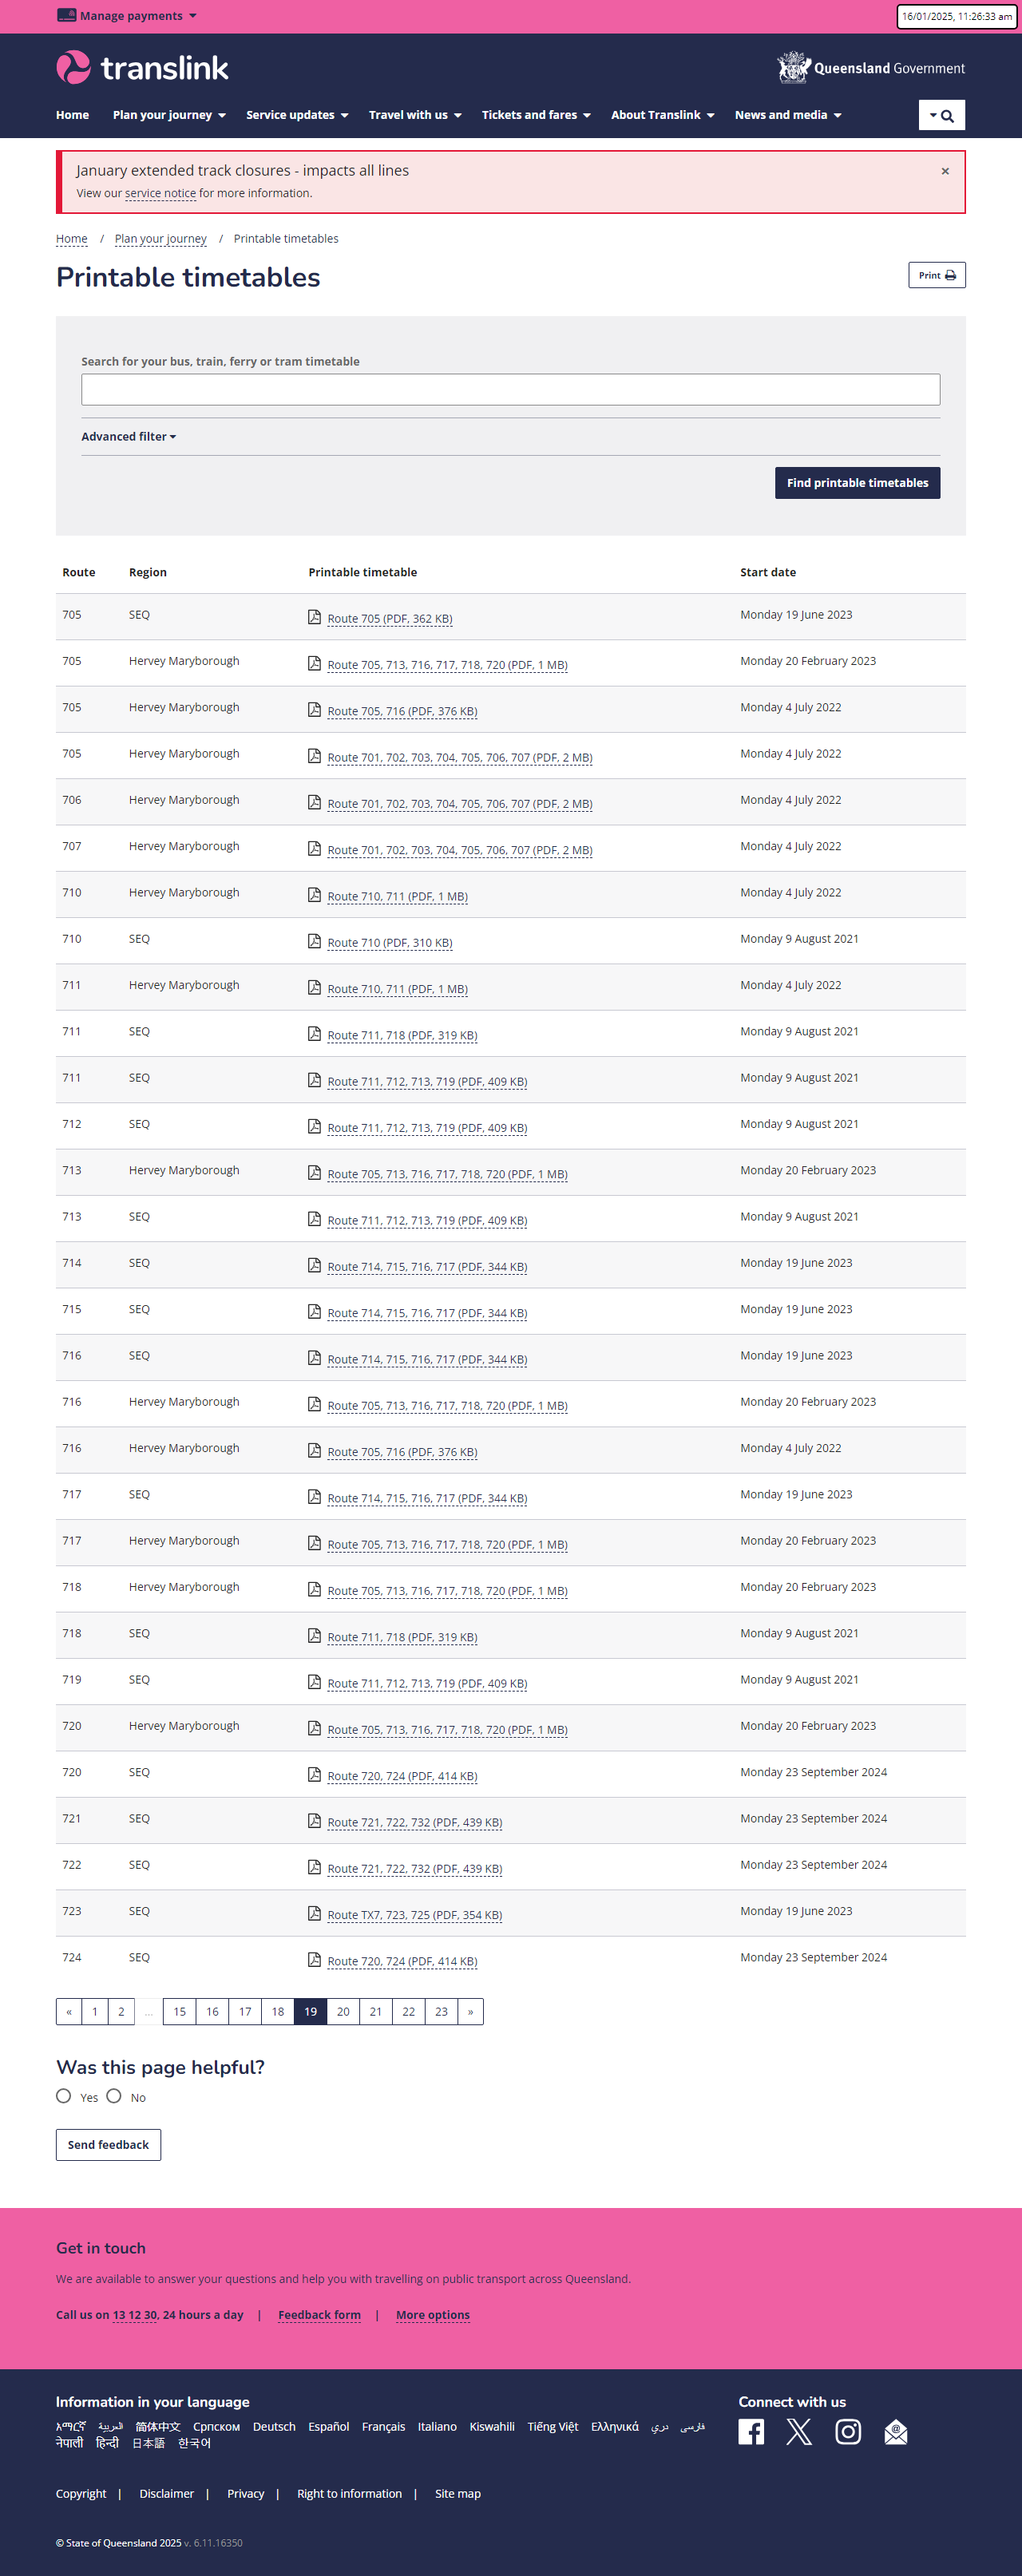 Manage payments
16/01/2025, 11:26:33 am
translink
Queensland Government
Home Plan your journey Service updates Travel with us Tickets and fares About Translink News and media
January extended track closures - impacts all lines ×
View our service notice for more information.
Home / Plan your journey / Printable timetables
Printable timetables
Print
Search for your bus, train, ferry or tram timetable
Advanced filter
Find printable timetables
Route Region Printable timetable Start date
705 SEQ Route 705 (PDF, 362 KB) Monday 19 June 2023
705 Hervey Maryborough Route 705, 713, 716, 717, 718, 720 (PDF, 1 MB) Monday 20 February 2023
705 Hervey Maryborough Route 705, 716 (PDF, 376 KB) Monday 4 July 2022
705 Hervey Maryborough Route 701, 702, 703, 704, 705, 706, 707 (PDF, 2 MB) Monday 4 July 2022
706 Hervey Maryborough Route 701, 702, 703, 704, 705, 706, 707 (PDF, 2 MB) Monday 4 July 2022
707 Hervey Maryborough Route 701, 702, 703, 704, 705, 706, 707 (PDF, 2 MB) Monday 4 July 2022
710 Hervey Maryborough Route 710, 711 (PDF, 1 MB) Monday 4 July 2022
710 SEQ Route 710 (PDF, 310 KB) Monday 9 August 2021
711 Hervey Maryborough Route 710, 711 (PDF, 1 MB) Monday 4 July 2022
711 SEQ Route 711, 718 (PDF, 319 KB) Monday 9 August 2021
711 SEQ Route 711, 712, 713, 719 (PDF, 409 KB) Monday 9 August 2021
712 SEQ Route 711, 712, 713, 719 (PDF, 409 KB) Monday 9 August 2021
713 Hervey Maryborough Route 705, 713, 716, 717, 718, 720 (PDF, 1 MB) Monday 20 February 2023
713 SEQ Route 711, 712, 713, 719 (PDF, 409 KB) Monday 9 August 2021
714 SEQ Route 714, 715, 716, 717 (PDF, 344 KB) Monday 19 June 2023
715 SEQ Route 714, 715, 716, 717 (PDF, 344 KB) Monday 19 June 2023
716 SEQ Route 714, 715, 716, 717 (PDF, 344 KB) Monday 19 June 2023
716 Hervey Maryborough Route 705, 713, 716, 717, 718, 720 (PDF, 1 MB) Monday 20 February 2023
716 Hervey Maryborough Route 705, 716 (PDF, 376 KB) Monday 4 July 2022
717 SEQ Route 714, 715, 716, 717 (PDF, 344 KB) Monday 19 June 2023
717 Hervey Maryborough Route 705, 713, 716, 717, 718, 720 (PDF, 1 MB) Monday 20 February 2023
718 Hervey Maryborough Route 705, 713, 716, 717, 718, 720 (PDF, 1 MB) Monday 20 February 2023
718 SEQ Route 711, 718 (PDF, 319 KB) Monday 9 August 2021
719 SEQ Route 711, 712, 713, 719 (PDF, 409 KB) Monday 9 August 2021
720 Hervey Maryborough Route 705, 713, 716, 717, 718, 720 (PDF, 1 MB) Monday 20 February 2023
720 SEQ Route 720, 724 (PDF, 414 KB) Monday 23 September 2024
721 SEQ Route 721, 722, 732 (PDF, 439 KB) Monday 23 September 2024
722 SEQ Route 721, 722, 732 (PDF, 439 KB) Monday 23 September 2024
723 SEQ Route TX7, 723, 725 (PDF, 354 KB) Monday 19 June 2023
724 SEQ Route 720, 724 (PDF, 414 KB) Monday 23 September 2024
« 1 2 ... 15 16 17 18 19 20 21 22 23 »
Was this page helpful?
Yes No
Send feedback
Get in touch
We are available to answer your questions and help you with travelling on public transport across Queensland.
Call us on 13 12 30, 24 hours a day | Feedback form | More options
Information in your language
አማርኛ العربية 简体中文 Српском Deutsch Español Français Italiano Kiswahili Tiếng Việt Ελληνικά دري فارسی
नेपाली हिन्दी 日本語 한국어
Connect with us
Copyright | Disclaimer | Privacy | Right to information | Site map
© State of Queensland 2025 v. 6.11.16350